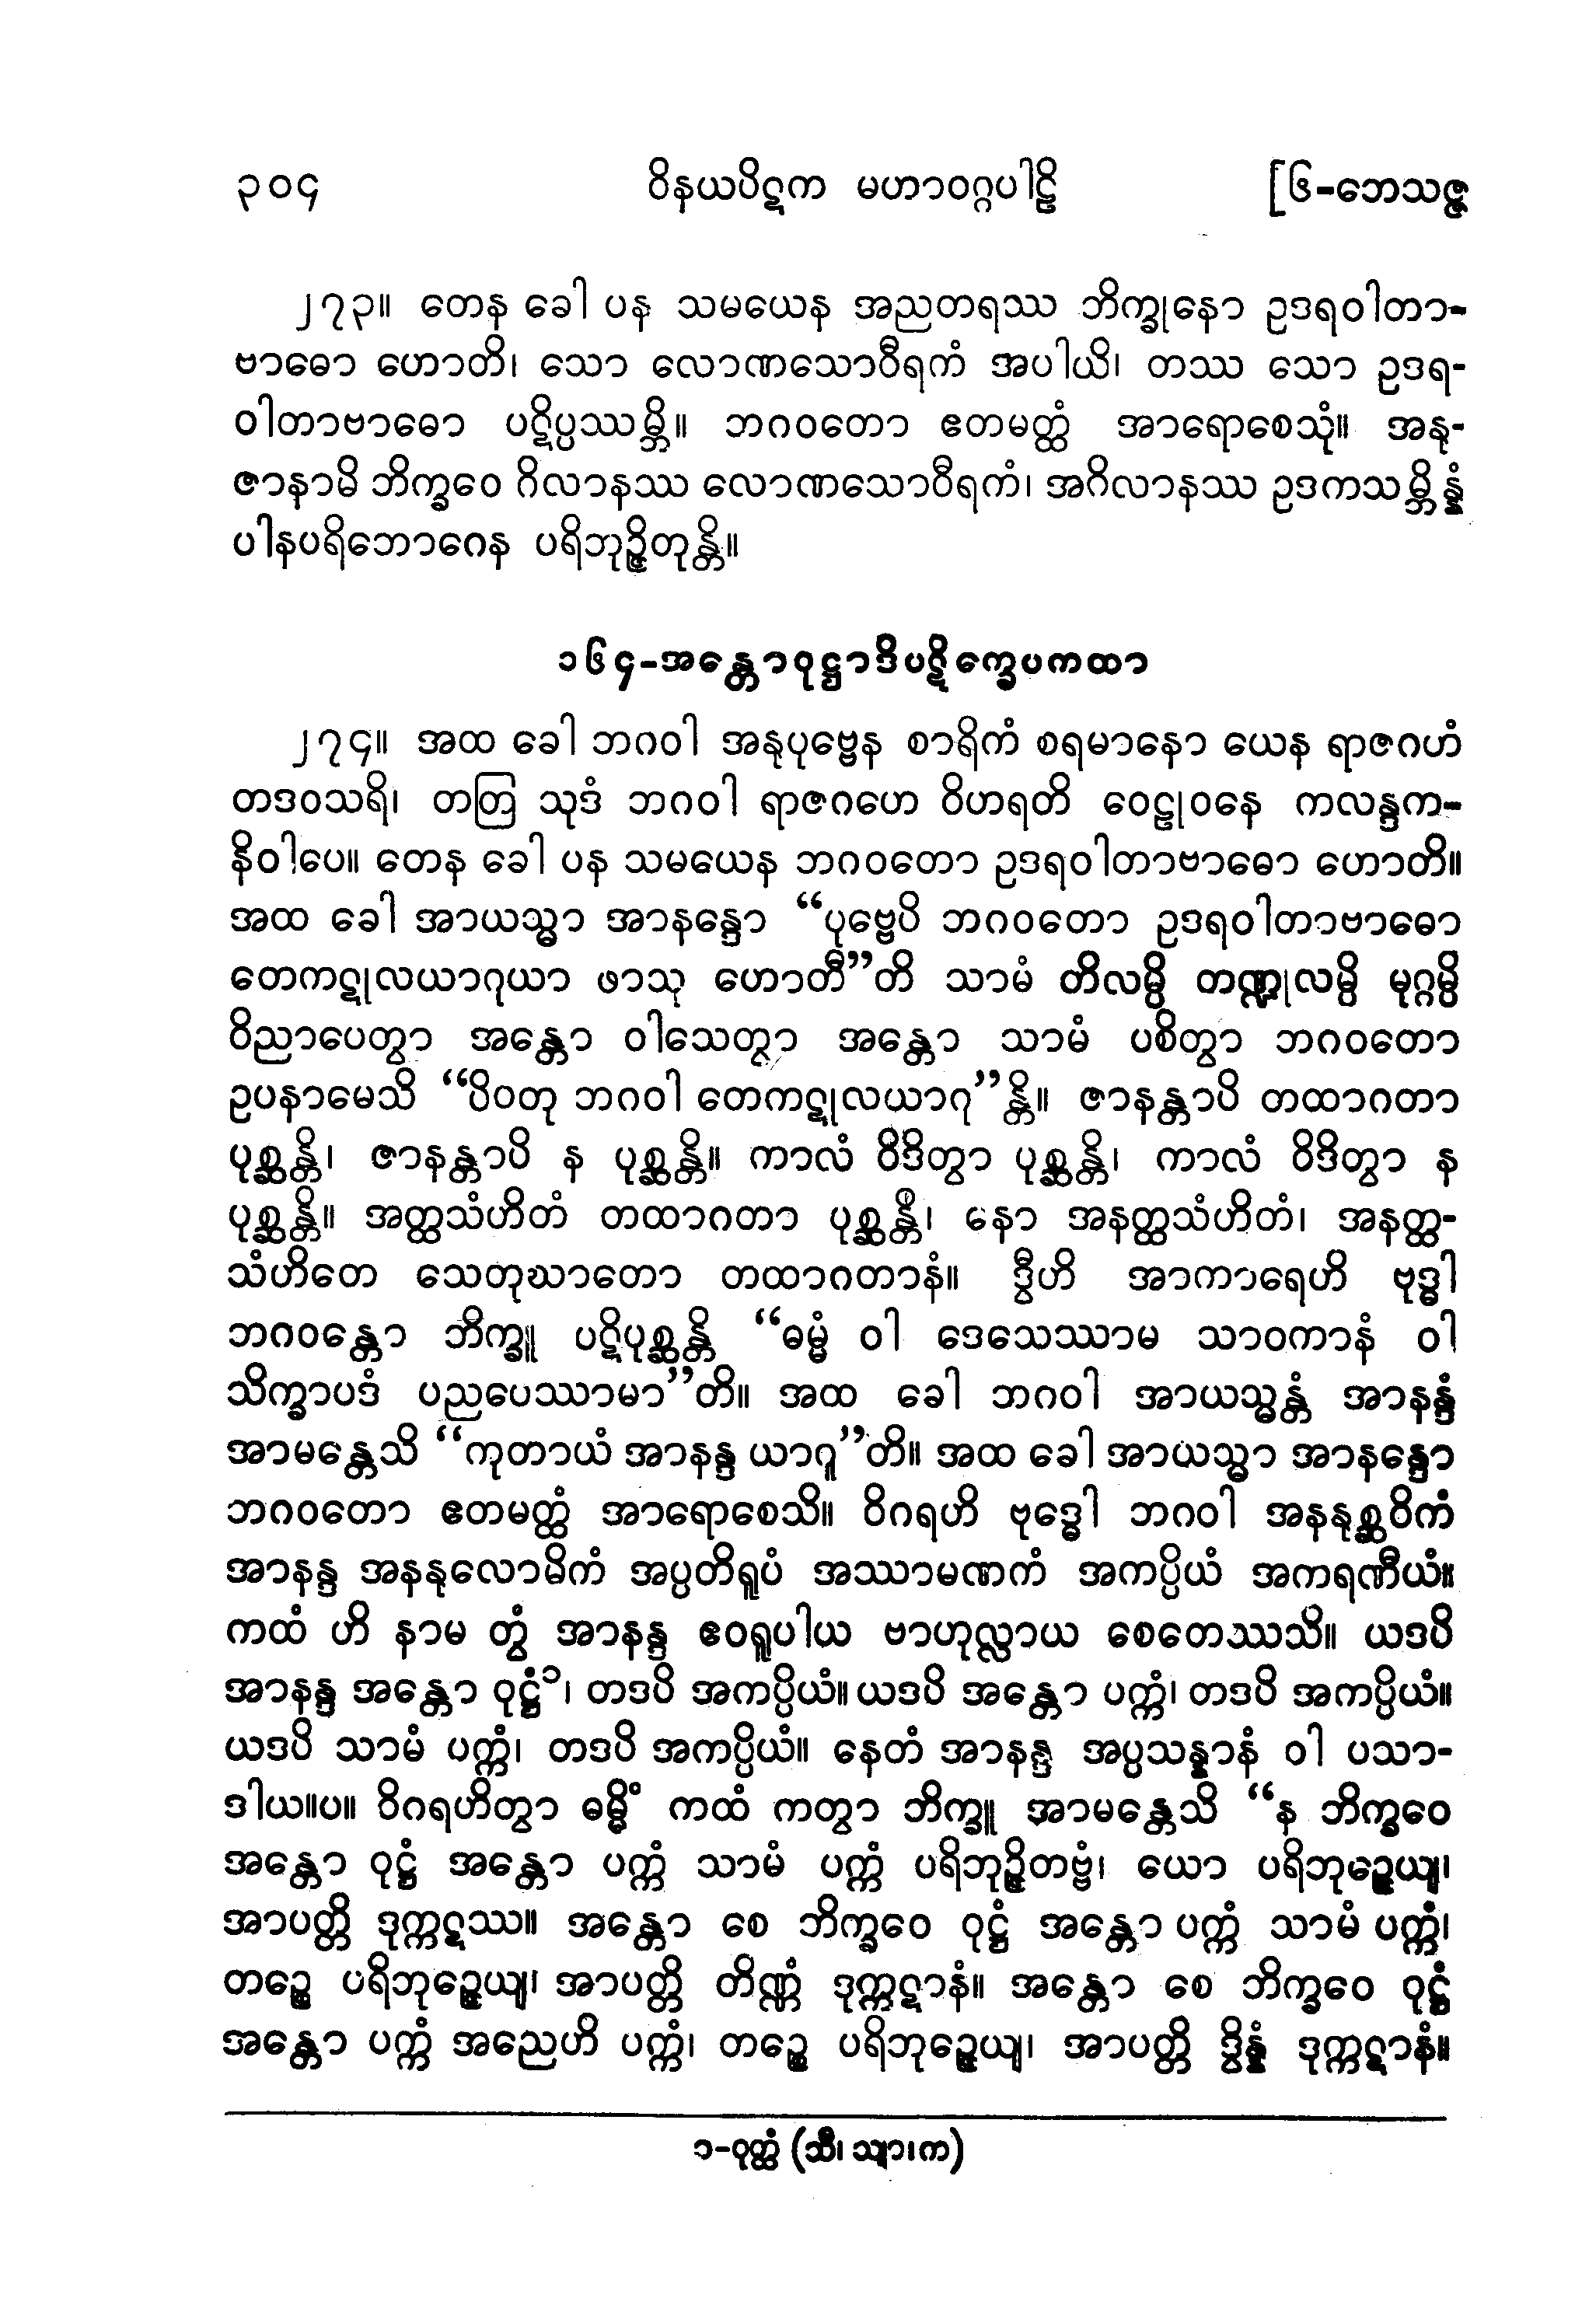 ၃၀၄ ဝိနယပိဋက မဟာဝဂ္ဂပါဠိ [၆-ဘေသဇ္ဇ
၂၇၃။ တေန ခေါ ပန သမယေန အညတရဿ ဘိက္ခုနော ဥဒရဝါတာ-
ဗာဓော ဟောတိ၊ သော လောဏသောဝီရကံ အပါယိ၊ တဿ သော ဥဒရ-
ဝါတာဗာဓော ပဋိပ္ပဿမ္ဘိ။ ဘဂဝတော ဧတမတ္ထံ အာရောစေသုံ။ အနု-
ဇာနာမိ ဘိက္ခဝေ ဂိလာနဿ လောဏသောဝီရကံ၊ အဂိလာနဿ ဥဒကသမ္ဘိန္နံ
ပါနပရိဘောဂေန ပရိဘုဉ္ဇိတုန္တိ။
၁၆၄-အန္တောဝုဋ္ဌာဒိပဋိက္ခေပကထာ
၂၇၄။ အထ ခေါ ဘဂဝါ အနုပုဗ္ဗေန စာရိကံ စရမာနော ယေန ရာဇဂဟံ
တဒဝသရိ၊ တတြ သုဒံ ဘဂဝါ ရာဇဂဟေ ဝိဟရတိ ဝေဠုဝနေ ကလန္ဒက-
နိဝါပေ။ တေန ခေါ ပန သမယေန ဘဂဝတော ဥဒရဝါတာဗာဓော ဟောတိ။
အထ ခေါ အာယသ္မာ အာနန္ဒော “ပုဗ္ဗေပိ ဘဂဝတော ဥဒရဝါတာဗာဓော
တေကဋုလယာဂုယာ ဖာသု ဟောတီ”တိ သာမံ တိလမ္ပိ တဏ္ဍုလမ္ပိ မုဂ္ဂမ္ပိ
ဝိညာပေတွာ အန္တော ဝါသေတွာ အန္တော သာမံ ပစိတွာ ဘဂဝတော
ဥပနာမေသိ “ပိဝတု ဘဂဝါ တေကဋုလယာဂု”န္တိ။ ဇာနန္တာပိ တထာဂတာ
ပုစ္ဆန္တိ၊ ဇာနန္တာပိ န ပုစ္ဆန္တိ။ ကာလံ ဝိဒိတွာ ပုစ္ဆန္တိ၊ ကာလံ ဝိဒိတွာ န
ပုစ္ဆန္တိ။ အတ္ထသံဟိတံ တထာဂတာ ပုစ္ဆန္တိ၊ နော အနတ္ထသံဟိတံ၊ အနတ္ထ-
သံဟိတေ သေတုဃာတော တထာဂတာနံ။ ဒွီဟိ အာကာရေဟိ ဗုဒ္ဓါ
ဘဂဝန္တော ဘိက္ခူ ပဋိပုစ္ဆန္တိ “ဓမ္မံ ဝါ ဒေသေဿာမ သာဝကာနံ ဝါ
သိက္ခာပဒံ ပညပေဿာမာ”တိ။ အထ ခေါ ဘဂဝါ အာယသ္မန္တံ အာနန္ဒံ
အာမန္တေသိ “ကုတာယံ အာနန္ဒ ယာဂူ”တိ။ အထ ခေါ အာယသ္မာ အာနန္ဒော
ဘဂဝတော ဧတမတ္ထံ အာရောစေသိ။ ဝိဂရဟိ ဗုဒ္ဓေါ ဘဂဝါ အနနုစ္ဆဝိကံ
အာနန္ဒ အနနုလောမိကံ အပ္ပတိရူပံ အဿာမဏကံ အကပ္ပိယံ အကရဏီယံ။
ကထံ ဟိ နာမ တွံ အာနန္ဒ ဧဝရူပါယ ဗာဟုလ္လာယ စေတေဿသိ။ ယဒပိ
အာနန္ဒ အန္တော ဝုဋ္ဌံ၁၊ တဒပိ အကပ္ပိယံ။ ယဒပိ အန္တော ပက္ကံ၊ တဒပိ အကပ္ပိယံ။
ယဒပိ သာမံ ပက္ကံ၊ တဒပိ အကပ္ပိယံ။ နေတံ အာနန္ဒ အပ္ပသန္နာနံ ဝါ ပသာ-
ဒါယ။ပ။ ဝိဂရဟိတွာ ဓမ္မိံ ကထံ ကတွာ ဘိက္ခူ အာမန္တေသိ “န ဘိက္ခဝေ
အန္တော ဝုဋ္ဌံ အန္တော ပက္ကံ သာမံ ပက္ကံ ပရိဘုဉ္ဇိတဗ္ဗံ၊ ယော ပရိဘုဉ္ဇေယျ၊
အာပတ္တိ ဒုက္ကဋဿ။ အန္တော စေ ဘိက္ခဝေ ဝုဋ္ဌံ အန္တော ပက္ကံ သာမံ ပက္ကံ၊
တဉ္စေ ပရိဘုဉ္ဇေယျ၊ အာပတ္တိ တိဏ္ဏံ ဒုက္ကဋာနံ။ အန္တော စေ ဘိက္ခဝေ ဝုဋ္ဌံ
အန္တော ပက္ကံ အညေဟိ ပက္ကံ၊ တဉ္စေ ပရိဘုဉ္ဇေယျ၊ အာပတ္တိ ဒွိန္နံ ဒုက္ကဋာနံ။
၁-ဝုတ္ထံ (သီ၊ သျာ၊ က)